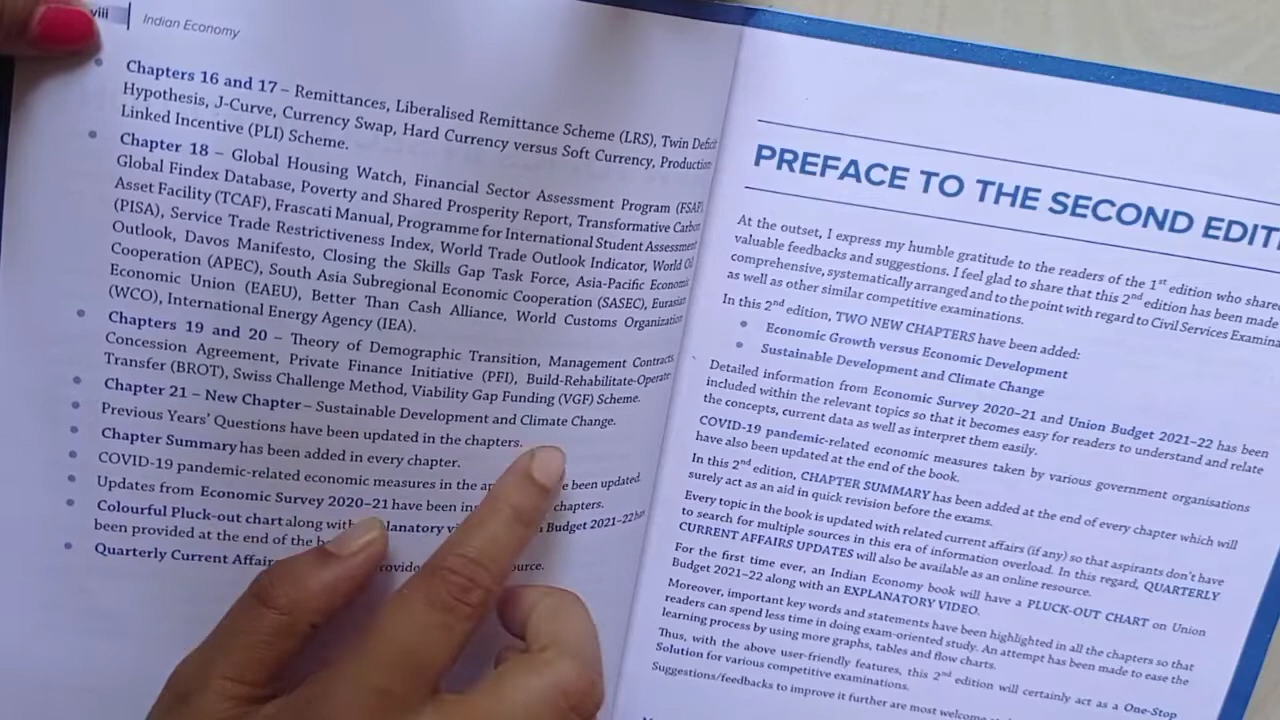 viii
Indian Economy
Chapters 16 and 17 – Remittances, Liberalised Remittance Scheme (LRS), Twin Deficit
Hypothesis, J-Curve, Currency Swap, Hard Currency versus Soft Currency, Production
Linked Incentive (PLI) Scheme.
Chapter 18 – Global Housing Watch, Financial Sector Assessment Program (FSAP),
Global Findex Database, Poverty and Shared Prosperity Report, Transformative Carbon
Asset Facility (TCAF), Frascati Manual, Programme for International Student Assessment
(PISA), Service Trade Restrictiveness Index, World Trade Outlook Indicator, World Oil
Outlook, Davos Manifesto, Closing the Skills Gap Task Force, Asia-Pacific Economic
Cooperation (APEC), South Asia Subregional Economic Cooperation (SASEC), Eurasian
Economic Union (EAEU), Better Than Cash Alliance, World Customs Organization
(WCO), International Energy Agency (IEA).
Chapters 19 and 20 – Theory of Demographic Transition, Management Contracts,
Concession Agreement, Private Finance Initiative (PFI), Build-Rehabilitate-Operate-
Transfer (BROT), Swiss Challenge Method, Viability Gap Funding (VGF) Scheme.
Chapter 21 – New Chapter – Sustainable Development and Climate Change.
Previous Years' Questions have been updated in the chapters.
Chapter Summary has been added in every chapter.
COVID-19 pandemic-related economic measures in the been updated.
Updates from Economic Survey 2020–21 have been chapters.
Colourful Pluck-out chart along with Budget 2021–22 has
been provided at the end of the
Quarterly Current
PREFACE TO THE SECOND EDIT
At the outset, I express my humble gratitude to the readers of the 1st edition who shared
valuable feedbacks and suggestions. I feel glad to share that this 2nd edition has been made
comprehensive, systematically arranged and to the point with regard to Civil Services Examina
as well as other similar competitive examinations.
In this 2nd edition, TWO NEW CHAPTERS have been added:
Economic Growth versus Economic Development
Sustainable Development and Climate Change
Detailed information from Economic Survey 2020–21 and Union Budget 2021–22 has been
included within the relevant topics so that it becomes easy for readers to understand and relate
the concepts, current data as well as interpret them easily.
COVID-19 pandemic-related economic measures taken by various government organisations
have also been updated at the end of the book.
In this 2nd edition, CHAPTER SUMMARY has been added at the end of every chapter which will
surely act as an aid in quick revision before the exams.
Every topic in the book is updated with related current affairs (if any) so that aspirants don't have
to search for multiple sources in this era of information overload. In this regard, QUARTERLY
CURRENT AFFAIRS UPDATES will also be available as an online resource.
For the first time ever, an Indian Economy book will have a PLUCK-OUT CHART on Union
Budget 2021–22 along with an EXPLANATORY VIDEO.
Moreover, important key words and statements have been highlighted in all the chapters so that
readers can spend less time in doing exam-oriented study. An attempt has been made to ease the
learning process by using more graphs, tables and flow charts.
Thus, with the above user-friendly features, this 2nd edition will certainly act as a One-Stop
Solution for various competitive examinations.
Suggestions/feedbacks to improve it further are most welcome